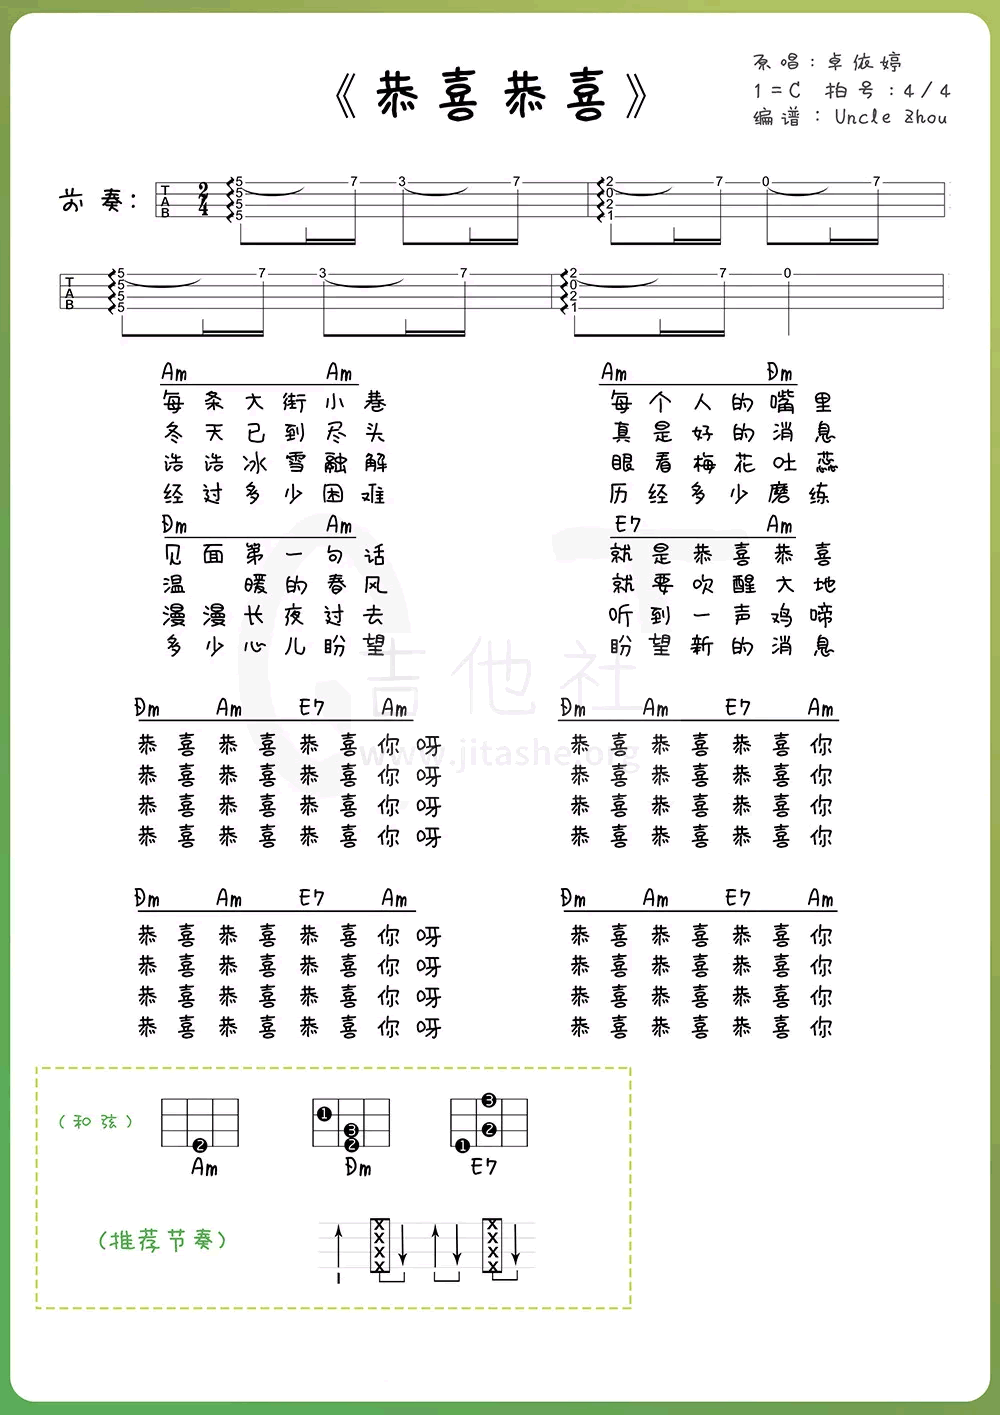 《恭喜恭喜》
原唱：卓依婷
1=C 拍号：4/4
编谱：Uncle Zhou
前奏：
T A B 2 4 5 5 5 5 7 3 7 2 0 2 1 7 0 7
T A B 5 5 5 5 7 3 7 2 0 2 1 7 0
Am Am Am Dm
每条大街小巷 每个人的嘴里
冬天已到尽头 真是好的消息
浩浩冰雪融解 眼看梅花吐蕊
经过多少困难 历经多少磨练
Dm Am E7 Am
见面第一句话 就是恭喜恭喜
温暖的春风 就要吹醒大地
漫漫长夜过去 听到一声鸡啼
多少心儿盼望 盼望新的消息
吉他社
www.jitashe.org
Dm Am E7 Am Dm Am E7 Am
恭喜恭喜恭喜你呀 恭喜恭喜恭喜你
恭喜恭喜恭喜你呀 恭喜恭喜恭喜你
恭喜恭喜恭喜你呀 恭喜恭喜恭喜你
恭喜恭喜恭喜你呀 恭喜恭喜恭喜你
Dm Am E7 Am Dm Am E7 Am
恭喜恭喜恭喜你呀 恭喜恭喜恭喜你
恭喜恭喜恭喜你呀 恭喜恭喜恭喜你
恭喜恭喜恭喜你呀 恭喜恭喜恭喜你
恭喜恭喜恭喜你呀 恭喜恭喜恭喜你
（和弦）
2 1 3 2 3 2 1
Am Dm E7
（推荐节奏）
X X X X X X X X